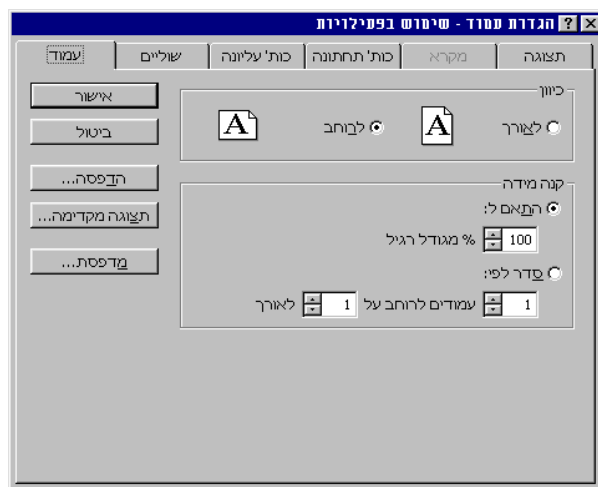 הגדרת עמוד - שימוש בפעילויות
תצוגה
מקרא
כות' תחתונה
כות' עליונה
שוליים
עמוד
כיוון
לאורך
A
לרוחב
A
קנה מידה
התאם ל:
100 % מגודל רגיל
סדר לפי:
1 עמודים לרוחב על 1 לאורך
אישור
ביטול
הדפסה...
תצוגה מקדימה...
מדפסת...